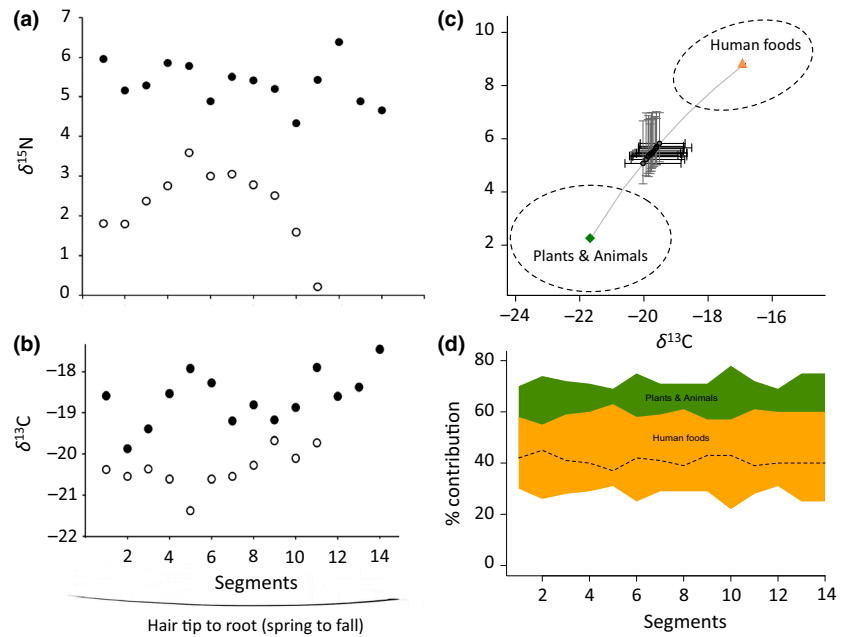 (a)
7
6
5
4
3
2
1
0
δ15N
(b)
–18
–19
–20
–21
–22
δ13C
2 4 6 8 10 12 14
Segments
Hair tip to root (spring to fall)
(c)
10
8
6
4
2
Human foods
Plants & Animals
–24 –22 –20 –18 –16
δ13C
(d)
80
60
40
20
0
% contribution
Plants & Animals
Human foods
2 4 6 8 10 12 14
Segments